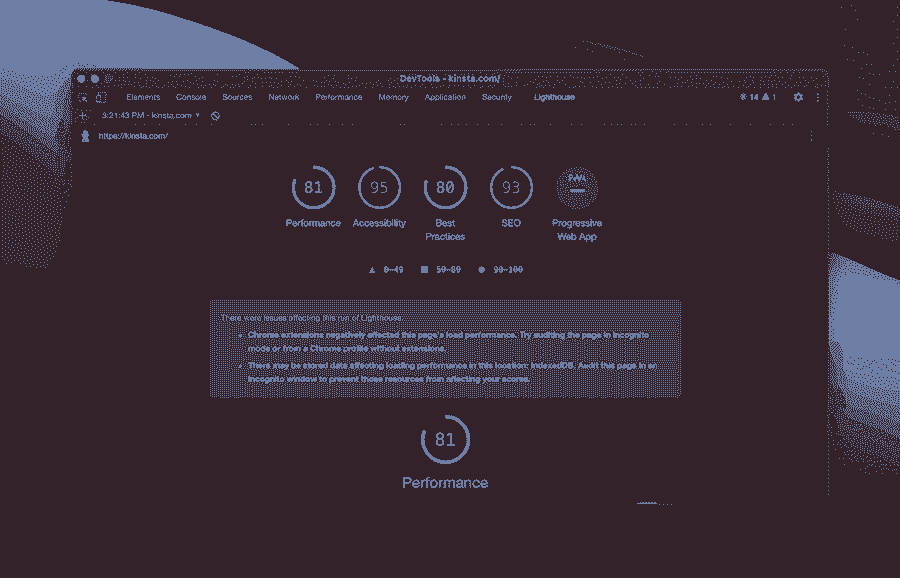 DevTools - kinsta.com/
Elements Console Sources Network Performance Memory Application Security Lighthouse 14 1
3:21:43 PM - kinsta.com
https://kinsta.com/
81 95 80 93 PWA
Performance Accessibility Best SEO Progressive
Practices Web App
0–49 50–89 90–100
There were issues affecting this run of Lighthouse:
Chrome extensions negatively affected this page's load performance. Try auditing the page in incognito
mode or from a Chrome profile without extensions.
There may be stored data affecting loading performance in this location: IndexedDB. Audit this page in an
incognito window to prevent those resources from affecting your scores.
81
Performance